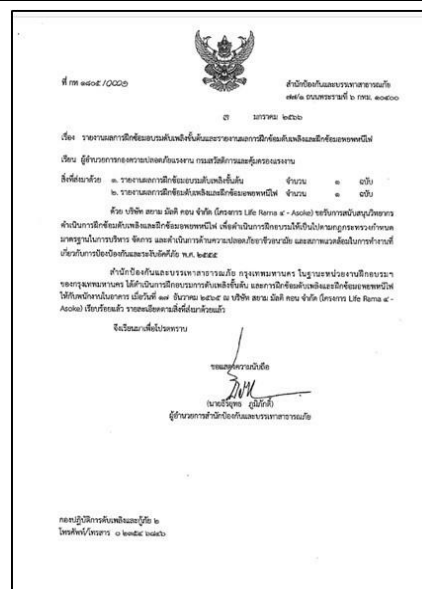 ที่ กท ๑๘๐๕/0009
สำนักป้องกันและบรรเทาสาธารณภัย
๗๗/๑ ถนนพระรามที่ ๖ กทม. ๑๐๔๐๐
๓ มกราคม ๒๕๖๖
เรื่อง รายงานผลการฝึกซ้อมอบรมดับเพลิงขั้นต้นและรายงานผลการฝึกซ้อมดับเพลิงและฝึกซ้อมอพยพหนีไฟ
เรียน ผู้อำนวยการกองความปลอดภัยแรงงาน กรมสวัสดิการและคุ้มครองแรงงาน
สิ่งที่ส่งมาด้วย ๑. รายงานผลการฝึกซ้อมอบรมดับเพลิงขั้นต้น จำนวน ๑ ฉบับ
๒. รายงานผลการฝึกซ้อมดับเพลิงและฝึกซ้อมอพยพหนีไฟ จำนวน ๑ ฉบับ
ด้วย บริษัท สยาม มัลติ คอน จำกัด (โครงการ Life Rama ๔ - Asoke) ขอรับการสนับสนุนวิทยากร
ดำเนินการฝึกซ้อมอบรมดับเพลิงขั้นต้น และฝึกซ้อมดับเพลิงและฝึกซ้อมอพยพหนีไฟ เพื่อดำเนินการฝึกอบรมให้เป็นไปตามกฎกระทรวงกำหนด
มาตรฐานในการบริหาร จัดการ และดำเนินการด้านความปลอดภัยอาชีวอนามัย และสภาพแวดล้อมในการทำงานที่
เกี่ยวกับการป้องกันและระงับอัคคีภัย พ.ศ. ๒๕๕๕
สำนักป้องกันและบรรเทาสาธารณภัย กรุงเทพมหานคร ในฐานะหน่วยงานฝึกอบรมฯ
ของกรุงเทพมหานคร ได้ดำเนินการฝึกอบรมการดับเพลิงขั้นต้น และการฝึกซ้อมดับเพลิงและฝึกซ้อมอพยพหนีไฟ
ให้กับพนักงานในอาคาร เมื่อวันที่ ๑๗ ธันวาคม ๒๕๖๕ ณ บริษัท สยาม มัลติ คอน จำกัด (โครงการ Life Rama ๔ -
Asoke) เรียบร้อยแล้ว รายละเอียดตามสิ่งที่ส่งมาด้วยแล้ว
จึงเรียนมาเพื่อโปรดทราบ
ขอแสดงความนับถือ
(นายธีรยุทธ ภูมิภักดิ์)
ผู้อำนวยการสำนักป้องกันและบรรเทาสาธารณภัย
กองปฏิบัติการดับเพลิงและกู้ภัย ๒
โทรศัพท์/โทรสาร